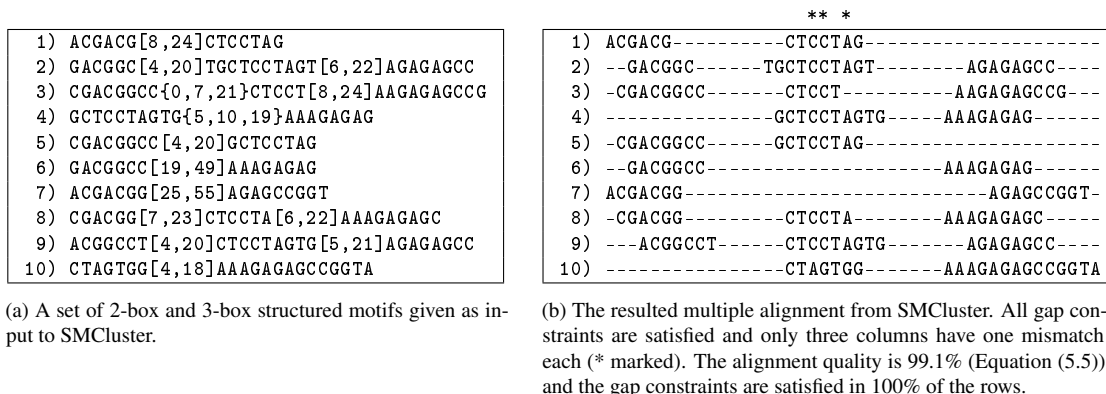 1) ACGACG[8,24]CTCCTAG
2) GACGGC[4,20]TGCTCCTAGT[6,22]AGAGAGCC
3) CGACGGCC{0,7,21}CTCCT[8,24]AAGAGAGCCG
4) GCTCCTAGTG{5,10,19}AAAGAGAG
5) CGACGGCC[4,20]GCTCCTAG
6) GACGGCC[19,49]AAAGAGAG
7) ACGACGG[25,55]AGAGCCGGT
8) CGACGG[7,23]CTCCTA[6,22]AAAGAGAGC
9) ACGGCCT[4,20]CTCCTAGTG[5,21]AGAGAGCC
10) CTAGTGG[4,18]AAAGAGAGCCGGTA
(a) A set of 2-box and 3-box structured motifs given as in-
put to SMCluster.
** *
1) ACGACG----------CTCCTAG---------------------
2) --GACGGC------TGCTCCTAGT--------AGAGAGCC----
3) -CGACGGCC-------CTCCT----------AAGAGAGCCG---
4) ---------------GCTCCTAGTG-----AAAGAGAG------
5) -CGACGGCC------GCTCCTAG---------------------
6) --GACGGCC---------------------AAAGAGAG------
7) ACGACGG---------------------------AGAGCCGGT-
8) -CGACGG---------CTCCTA--------AAAGAGAGC-----
9) ---ACGGCCT------CTCCTAGTG-------AGAGAGCC----
10) ----------------CTAGTGG-------AAAGAGAGCCGGTA
(b) The resulted multiple alignment from SMCluster. All gap con-
straints are satisfied and only three columns have one mismatch
each (* marked). The alignment quality is 99.1% (Equation (5.5))
and the gap constraints are satisfied in 100% of the rows.